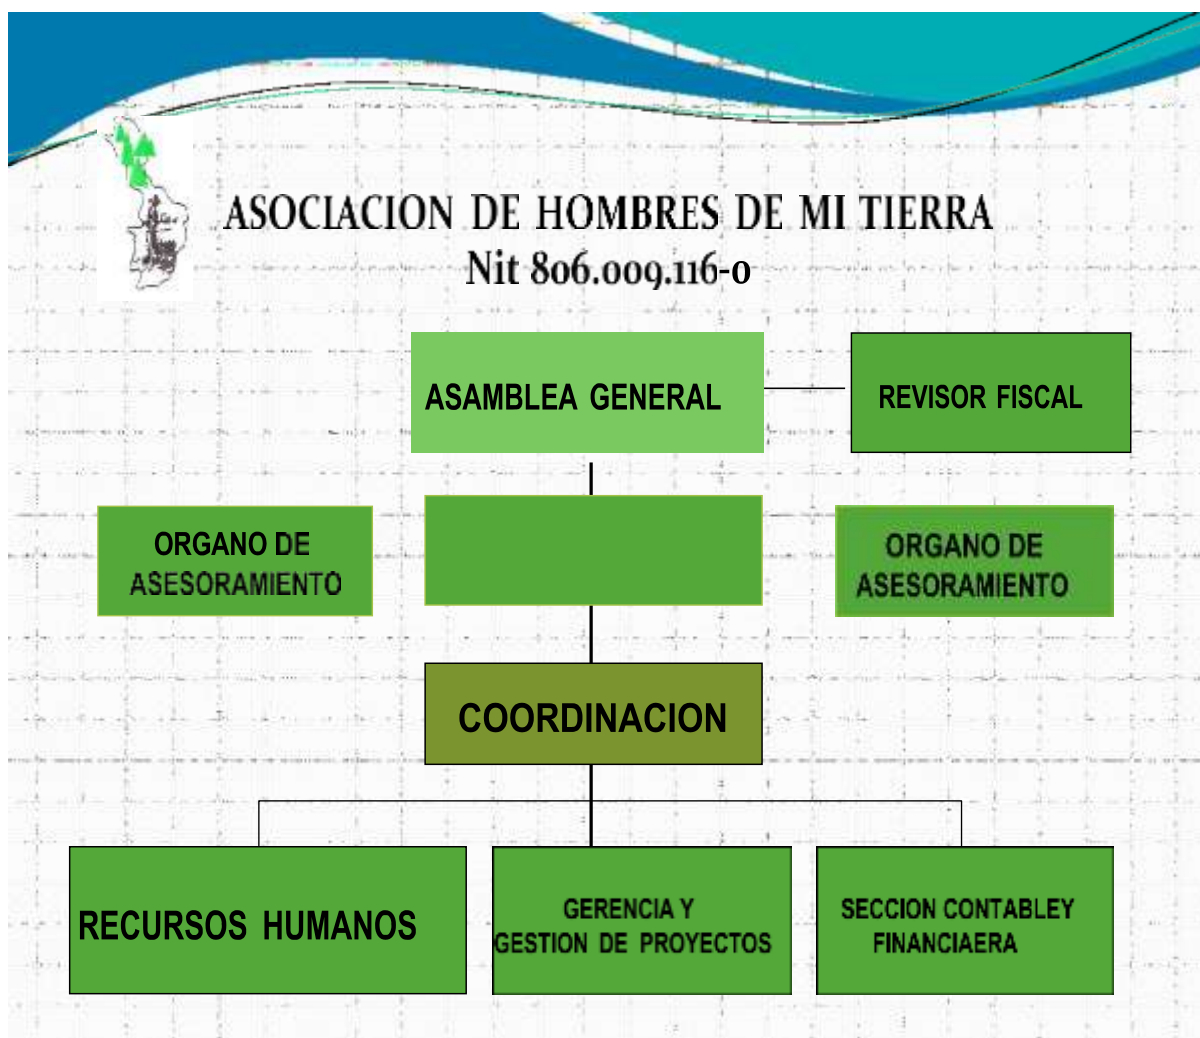 ASOCIACION DE HOMBRES DE MI TIERRA
Nit 806.009.116-0
ASAMBLEA GENERAL
REVISOR FISCAL
ORGANO DE
ASESORAMIENTO
ORGANO DE
ASESORAMIENTO
COORDINACION
RECURSOS HUMANOS
GERENCIA Y
GESTION DE PROYECTOS
SECCION CONTABLEY
FINANCIAERA